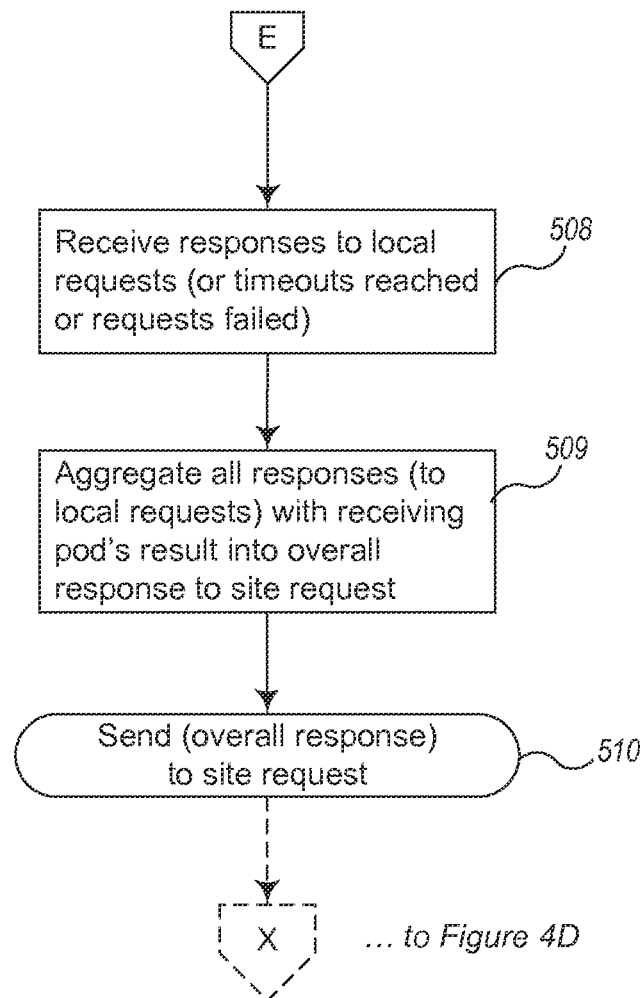 E
Receive responses to local
requests (or timeouts reached
or requests failed)
508
Aggregate all responses (to
local requests) with receiving
pod's result into overall
response to site request
509
Send (overall response)
to site request
510
X
... to Figure 4D